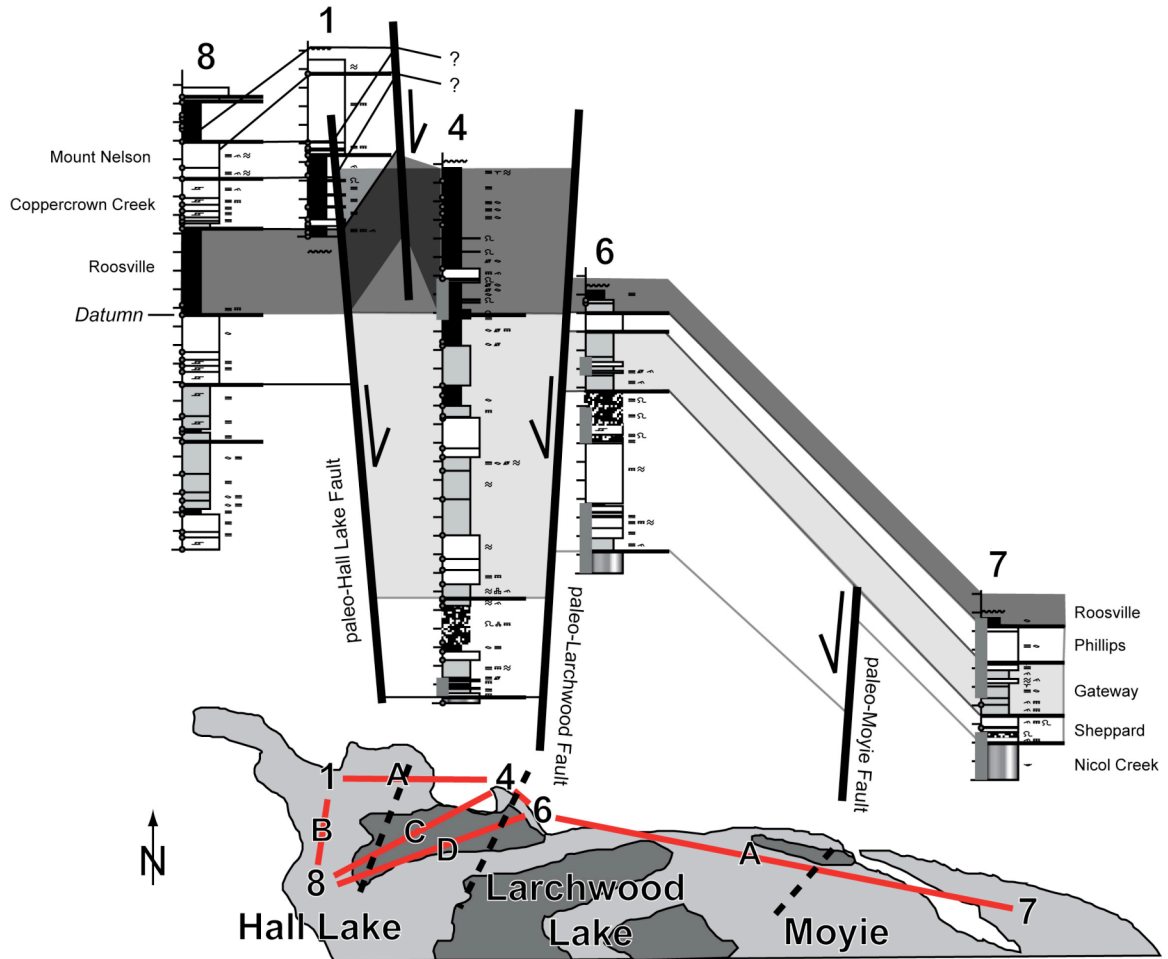 1
8
?
?
4
Mount Nelson
Coppercrown Creek
Roosville
6
Datumn
paleo-Hall Lake Fault
paleo-Larchwood Fault
7
Roosville
Phillips
Gateway
paleo-Moyie Fault
Sheppard
Nicol Creek
1
A
4
6
N
B
C
D
A
8
7
Hall Lake
Larchwood
Lake
Moyie